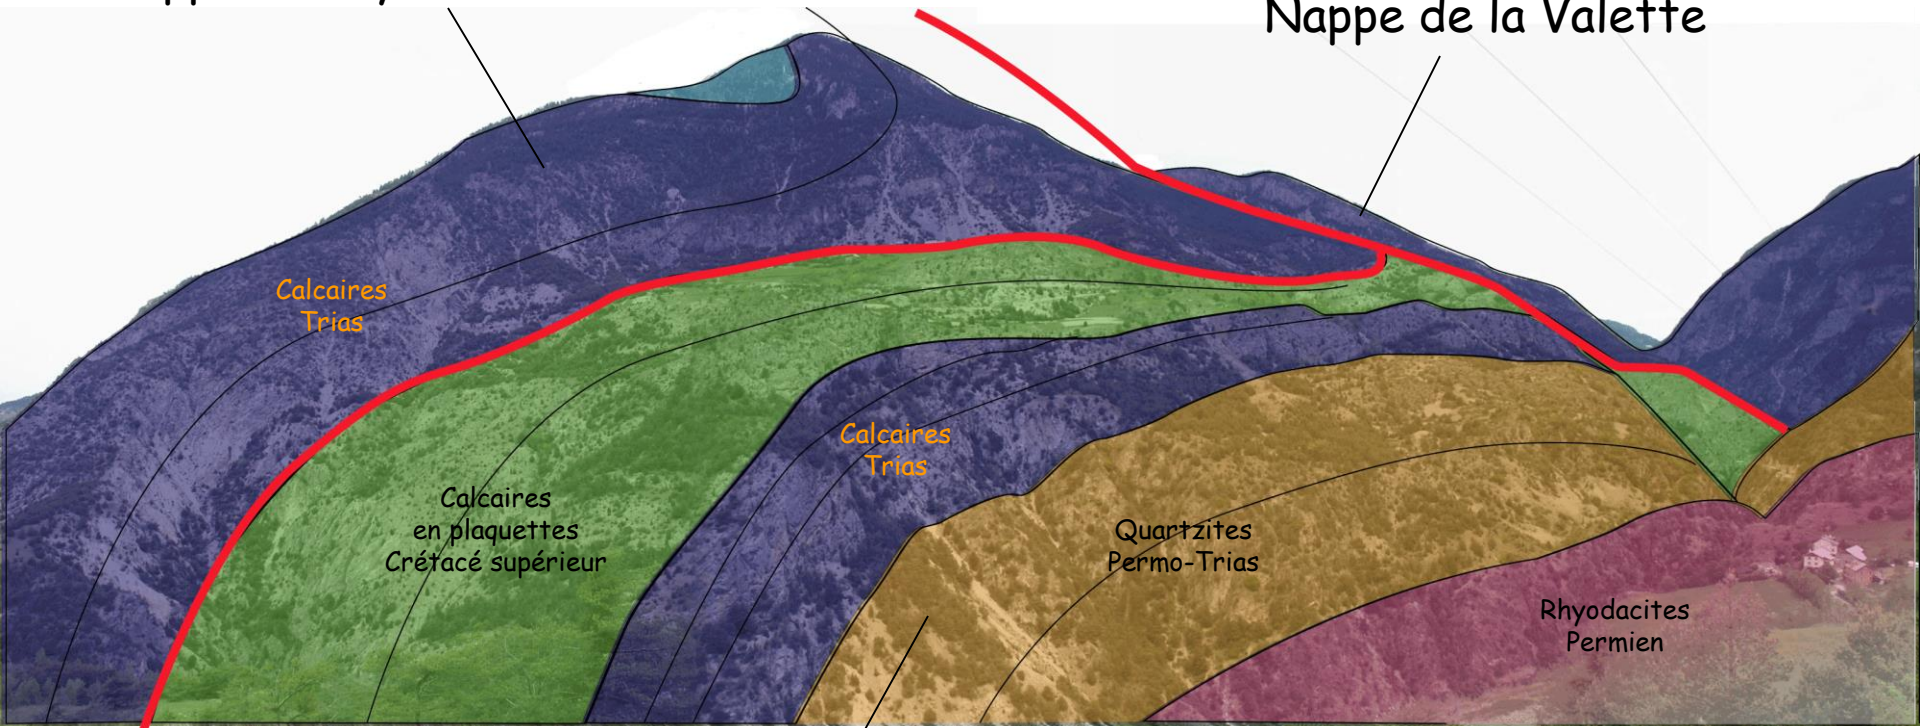 Nappe de la Valette
Calcaires
Trias
Calcaires
Trias
Calcaires
en plaquettes
Crétacé supérieur
Quartzites
Permo-Trias
Rhyodacites
Permien